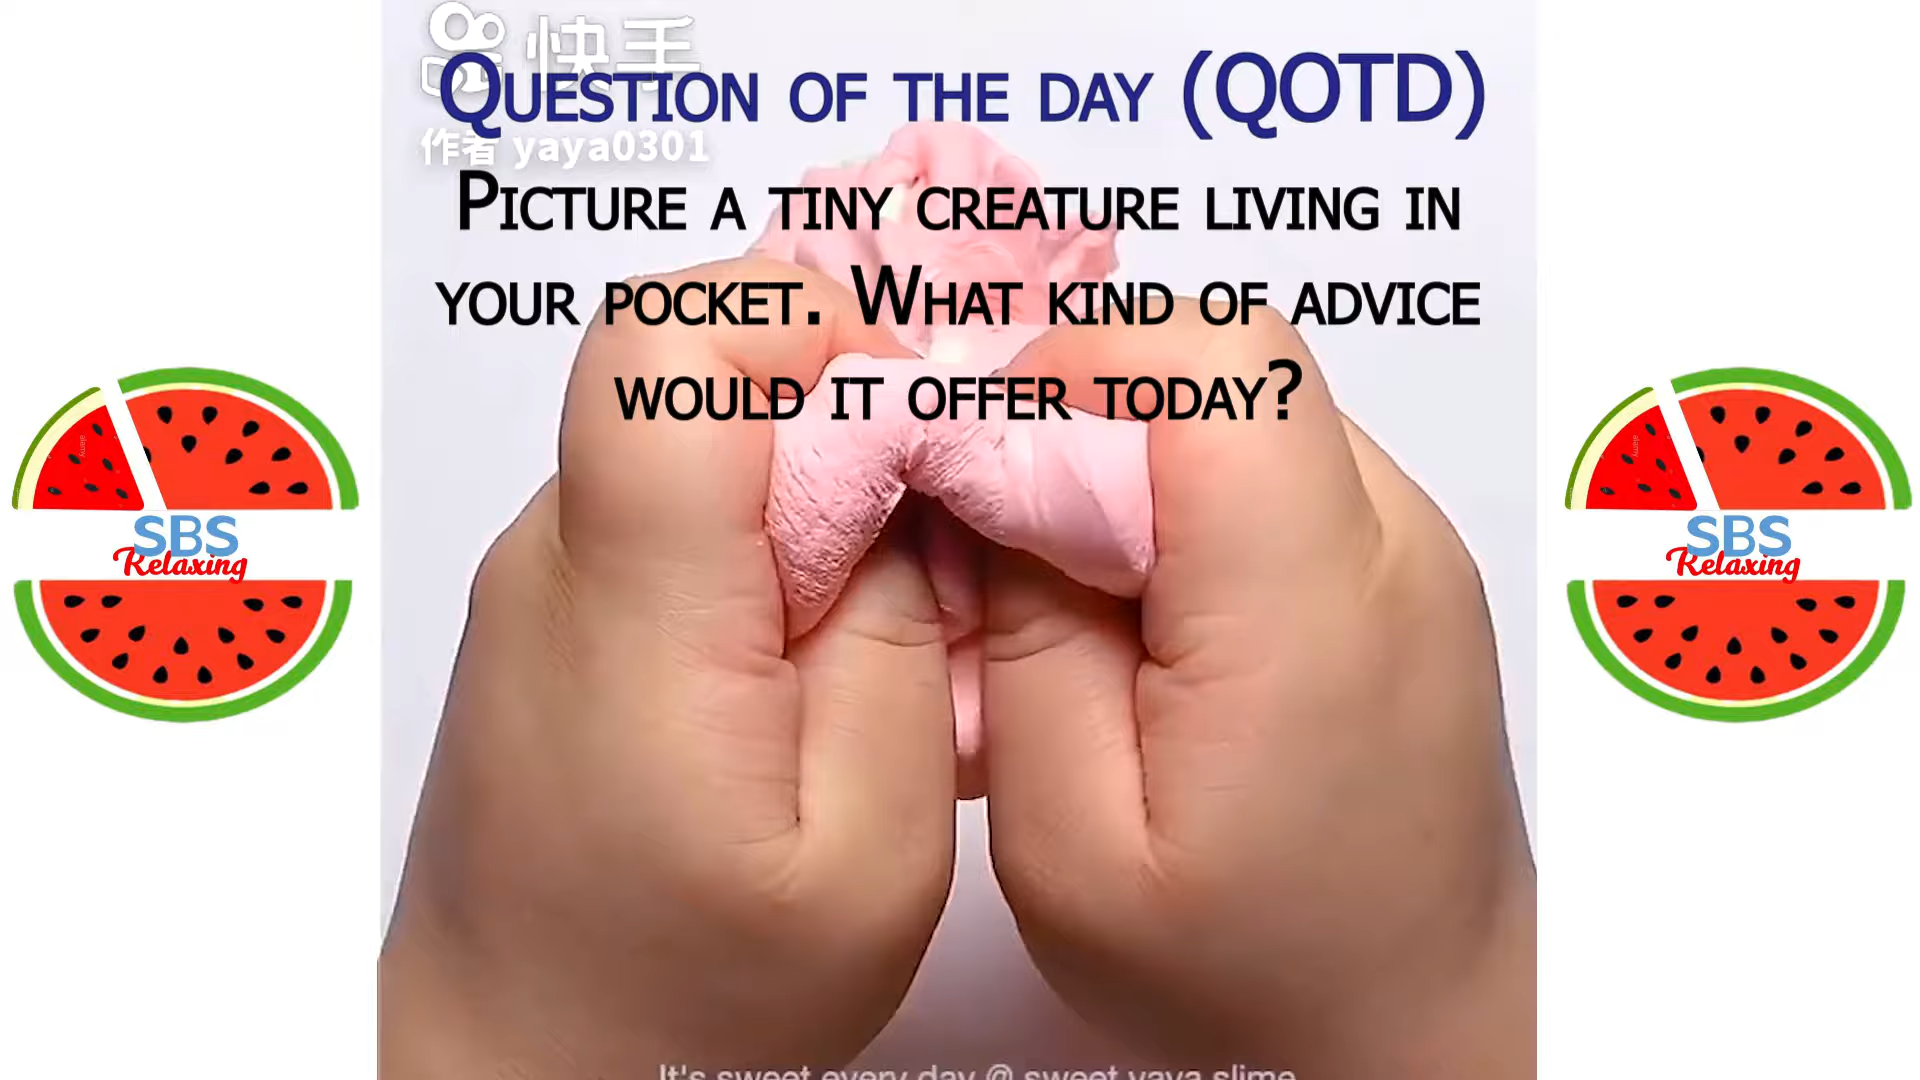 快手
QUESTION OF THE DAY (QOTD)
作者 yaya0301
PICTURE A TINY CREATURE LIVING IN
YOUR POCKET. WHAT KIND OF ADVICE
WOULD IT OFFER TODAY?
SBS
Relaxing
SBS
Relaxing
It's sweet every day @ sweet yaya slime